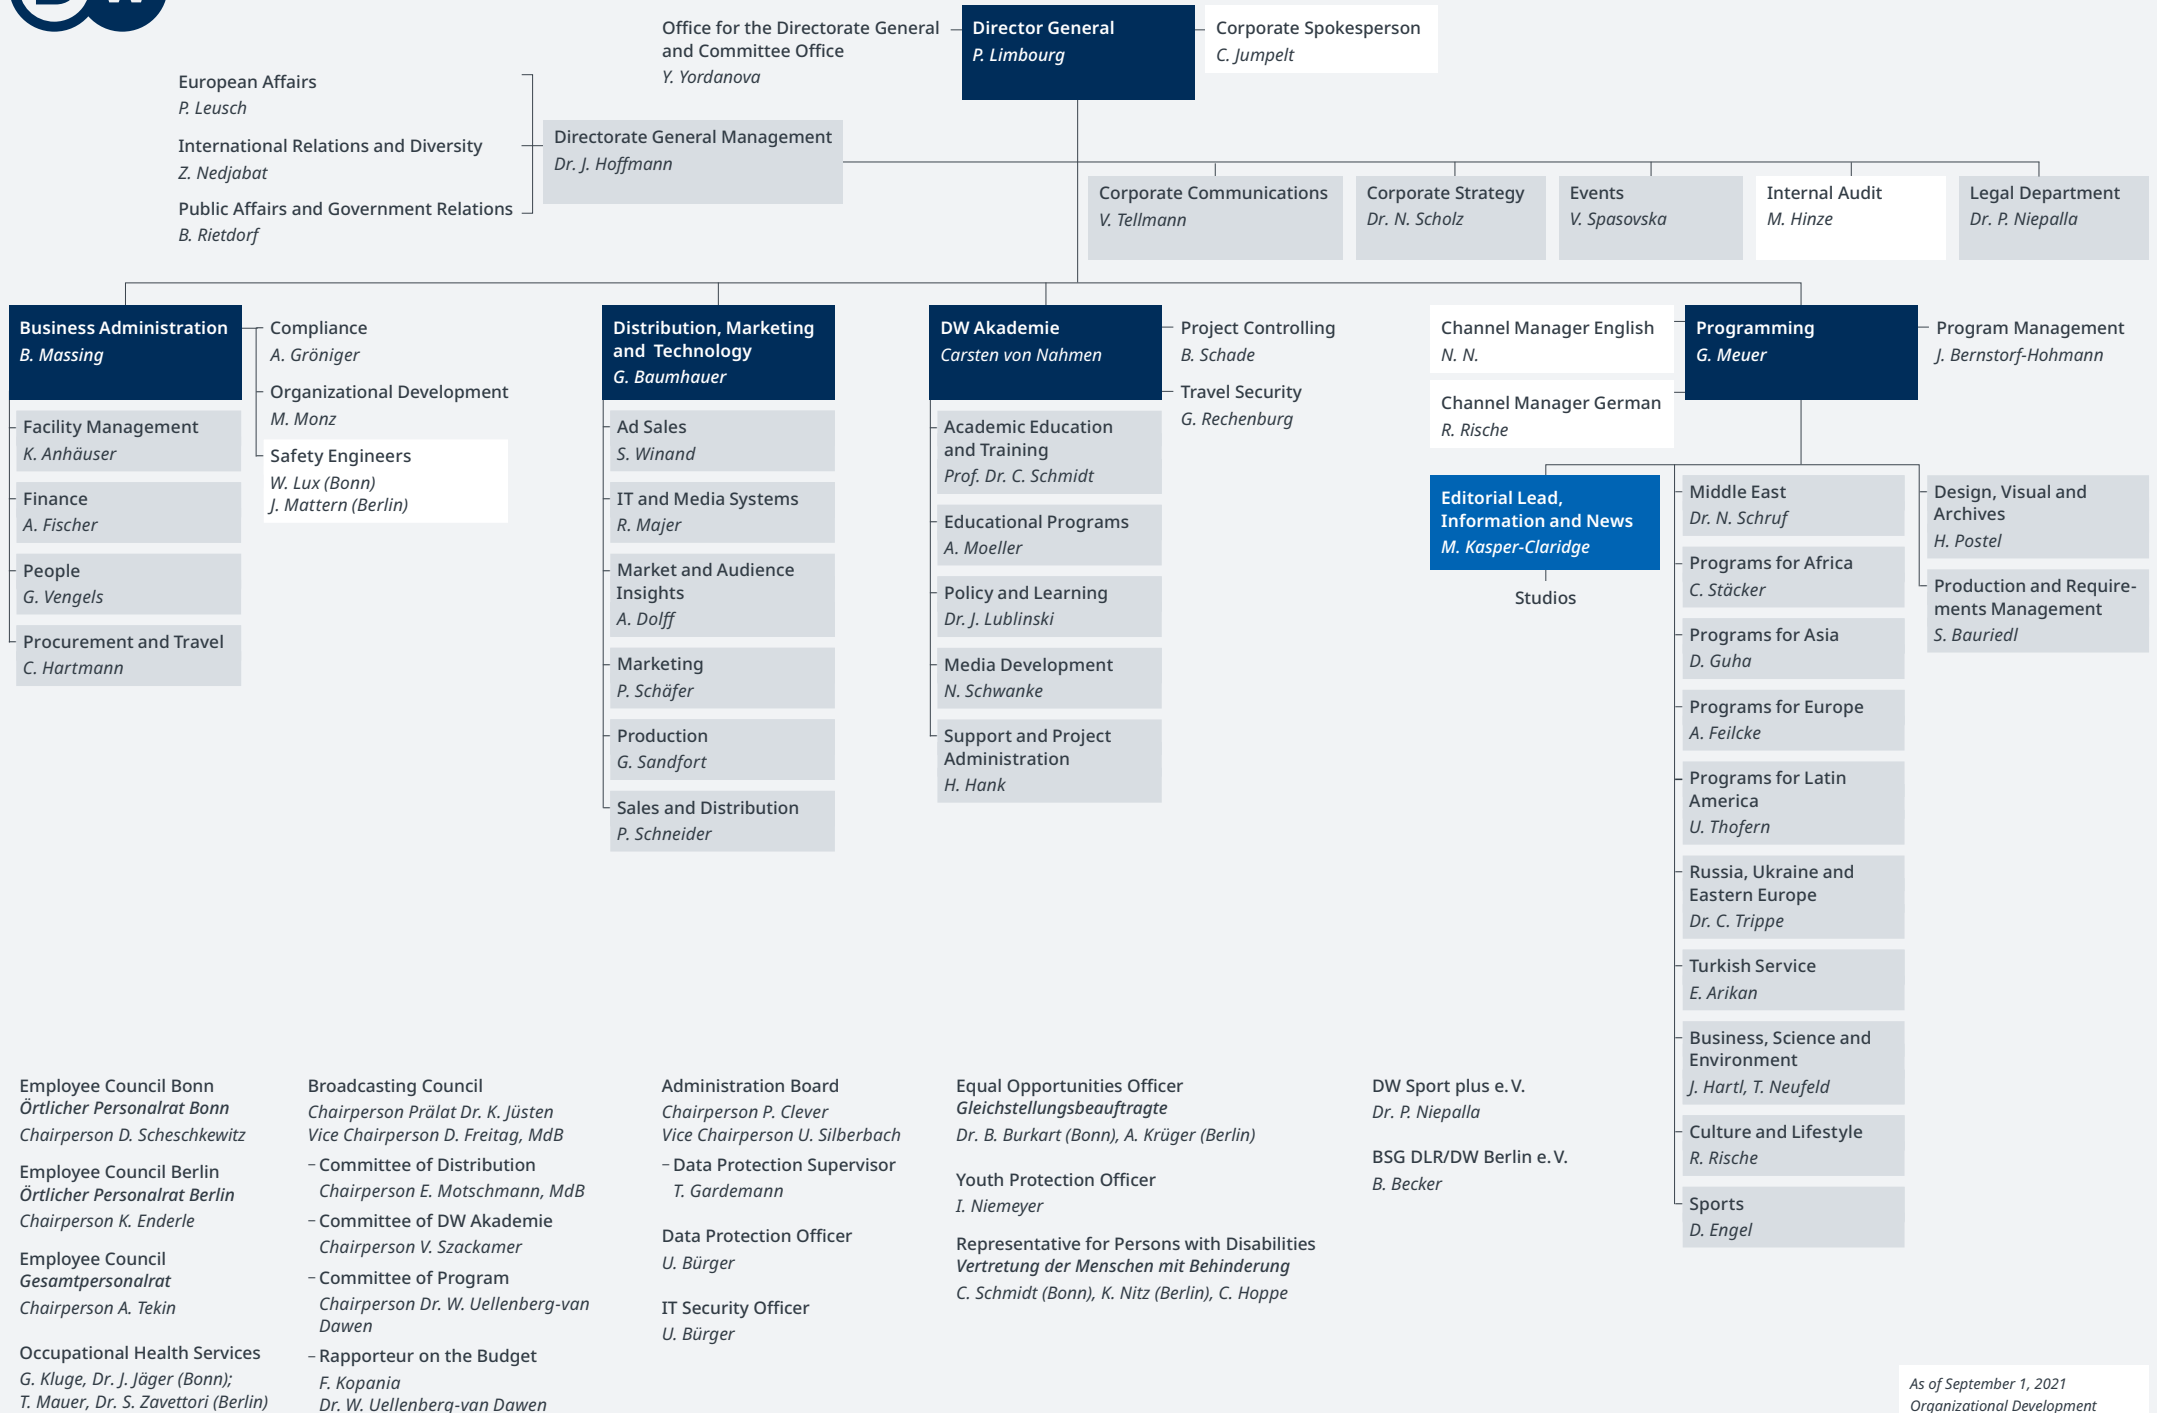 Office for the Directorate General
and Committee Office
Y. Yordanova
Director General
P. Limbourg
Corporate Spokesperson
C. Jumpelt
European Affairs
P. Leusch
International Relations and Diversity
Z. Nedjabat
Public Affairs and Government Relations
B. Rietdorf
Directorate General Management
Dr. J. Hoffmann
Corporate Communications
V. Tellmann
Corporate Strategy
Dr. N. Scholz
Events
V. Spasovska
Internal Audit
M. Hinze
Legal Department
Dr. P. Niepalla
Business Administration
B. Massing
Compliance
A. Gröniger
Organizational Development
M. Monz
Safety Engineers
W. Lux (Bonn)
J. Mattern (Berlin)
Facility Management
K. Anhäuser
Finance
A. Fischer
People
G. Vengels
Procurement and Travel
C. Hartmann
Distribution, Marketing
and Technology
G. Baumhauer
Ad Sales
S. Winand
IT and Media Systems
R. Majer
Market and Audience
Insights
A. Dolff
Marketing
P. Schäfer
Production
G. Sandfort
Sales and Distribution
P. Schneider
DW Akademie
Carsten von Nahmen
Project Controlling
B. Schade
Travel Security
G. Rechenburg
Academic Education
and Training
Prof. Dr. C. Schmidt
Educational Programs
A. Moeller
Policy and Learning
Dr. J. Lublinski
Media Development
N. Schwanke
Support and Project
Administration
H. Hank
Channel Manager English
N. N.
Channel Manager German
R. Rische
Programming
G. Meuer
Program Management
J. Bernstorf-Hohmann
Editorial Lead,
Information and News
M. Kasper-Claridge
Studios
Middle East
Dr. N. Schruf
Programs for Africa
C. Stäcker
Programs for Asia
D. Guha
Programs for Europe
A. Feilcke
Programs for Latin
America
U. Thofern
Russia, Ukraine and
Eastern Europe
Dr. C. Trippe
Turkish Service
E. Arikan
Business, Science and
Environment
J. Hartl, T. Neufeld
Culture and Lifestyle
R. Rische
Sports
D. Engel
Design, Visual and
Archives
H. Postel
Production and Require-
ments Management
S. Bauriedl
Employee Council Bonn
Örtlicher Personalrat Bonn
Chairperson D. Scheschkewitz
Employee Council Berlin
Örtlicher Personalrat Berlin
Chairperson K. Enderle
Employee Council
Gesamtpersonalrat
Chairperson A. Tekin
Occupational Health Services
G. Kluge, Dr. J. Jäger (Bonn);
T. Mauer, Dr. S. Zavettori (Berlin)
Broadcasting Council
Chairperson Prälat Dr. K. Jüsten
Vice Chairperson D. Freitag, MdB
– Committee of Distribution
Chairperson E. Motschmann, MdB
– Committee of DW Akademie
Chairperson V. Szackamer
– Committee of Program
Chairperson Dr. W. Uellenberg-van
Dawen
– Rapporteur on the Budget
F. Kopania
Dr. W. Uellenberg-van Dawen
Administration Board
Chairperson P. Clever
Vice Chairperson U. Silberbach
– Data Protection Supervisor
T. Gardemann
Data Protection Officer
U. Bürger
IT Security Officer
U. Bürger
Equal Opportunities Officer
Gleichstellungsbeauftragte
Dr. B. Burkart (Bonn), A. Krüger (Berlin)
Youth Protection Officer
I. Niemeyer
Representative for Persons with Disabilities
Vertretung der Menschen mit Behinderung
C. Schmidt (Bonn), K. Nitz (Berlin), C. Hoppe
DW Sport plus e. V.
Dr. P. Niepalla
BSG DLR/DW Berlin e. V.
B. Becker
As of September 1, 2021
Organizational Development